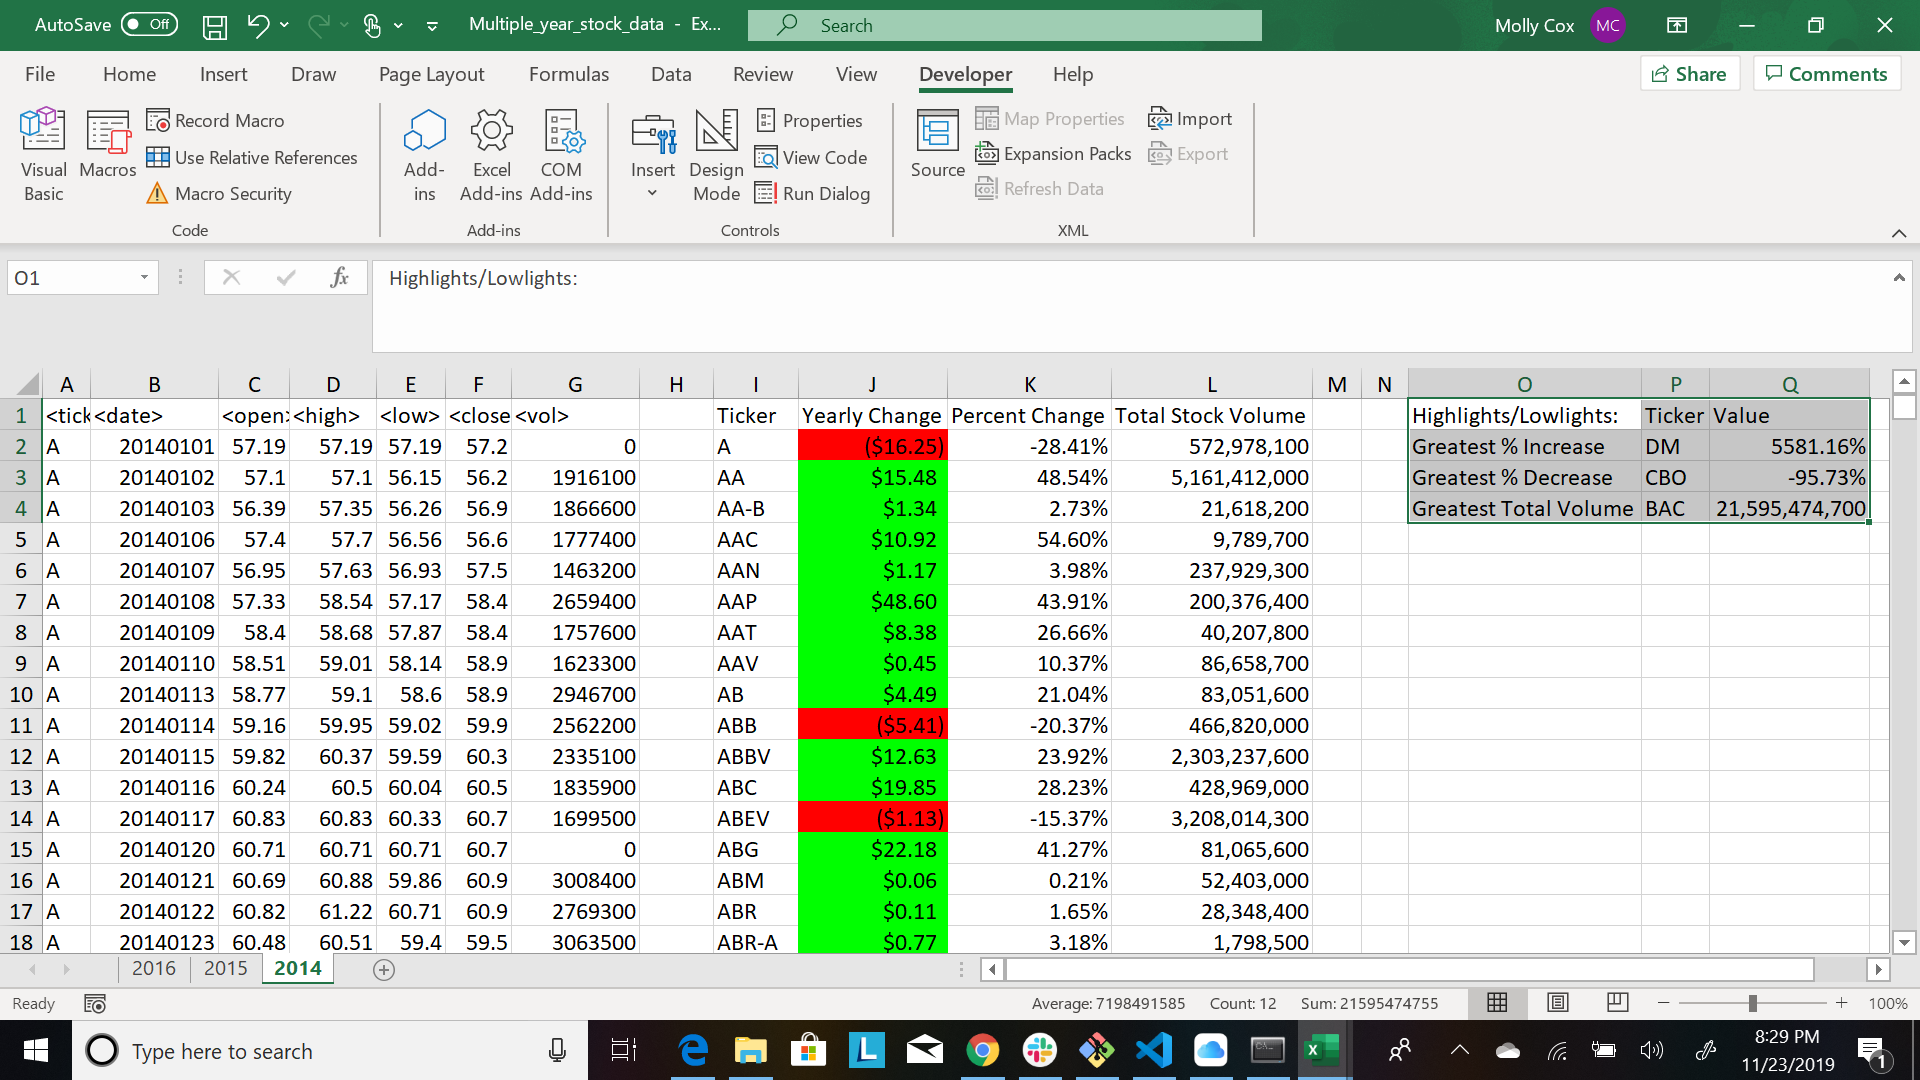 AutoSave Off Multiple_year_stock_data - Ex... Search Molly Cox MC
File Home Insert Draw Page Layout Formulas Data Review View Developer Help Share Comments
Visual Basic Macros Record Macro Use Relative References Macro Security
Add-ins Excel Add-ins COM Add-ins
Insert Design Mode Properties View Code Run Dialog
Source Map Properties Expansion Packs Refresh Data Import Export
Code Add-ins Controls XML
O1 fx Highlights/Lowlights:
A B C D E F G H I J K L M N O P Q
1 <tick <date> <open> <high> <low> <close <vol> Ticker Yearly Change Percent Change Total Stock Volume Highlights/Lowlights: Ticker Value
2 A 20140101 57.19 57.19 57.19 57.2 0 A ($16.25) -28.41% 572,978,100 Greatest % Increase DM 5581.16%
3 A 20140102 57.1 57.1 56.15 56.2 1916100 AA $15.48 48.54% 5,161,412,000 Greatest % Decrease CBO -95.73%
4 A 20140103 56.39 57.35 56.26 56.9 1866600 AA-B $1.34 2.73% 21,618,200 Greatest Total Volume BAC 21,595,474,700
5 A 20140106 57.4 57.7 56.56 56.6 1777400 AAC $10.92 54.60% 9,789,700
6 A 20140107 56.95 57.63 56.93 57.5 1463200 AAN $1.17 3.98% 237,929,300
7 A 20140108 57.33 58.54 57.17 58.4 2659400 AAP $48.60 43.91% 200,376,400
8 A 20140109 58.4 58.68 57.87 58.4 1757600 AAT $8.38 26.66% 40,207,800
9 A 20140110 58.51 59.01 58.14 58.9 1623300 AAV $0.45 10.37% 86,658,700
10 A 20140113 58.77 59.1 58.6 58.9 2946700 AB $4.49 21.04% 83,051,600
11 A 20140114 59.16 59.95 59.02 59.9 2562200 ABB ($5.41) -20.37% 466,820,000
12 A 20140115 59.82 60.37 59.59 60.3 2335100 ABBV $12.63 23.92% 2,303,237,600
13 A 20140116 60.24 60.5 60.04 60.5 1835900 ABC $19.85 28.23% 428,969,000
14 A 20140117 60.83 60.83 60.33 60.7 1699500 ABEV ($1.13) -15.37% 3,208,014,300
15 A 20140120 60.71 60.71 60.71 60.7 0 ABG $22.18 41.27% 81,065,600
16 A 20140121 60.69 60.88 59.86 60.9 3008400 ABM $0.06 0.21% 52,403,000
17 A 20140122 60.82 61.22 60.71 60.9 2769300 ABR $0.11 1.65% 28,348,400
18 A 20140123 60.48 60.51 59.4 59.5 3063500 ABR-A $0.77 3.18% 1,798,500
2016 2015 2014
Ready Average: 7198491585 Count: 12 Sum: 21595474755 100%
Type here to search 8:29 PM
11/23/2019 1